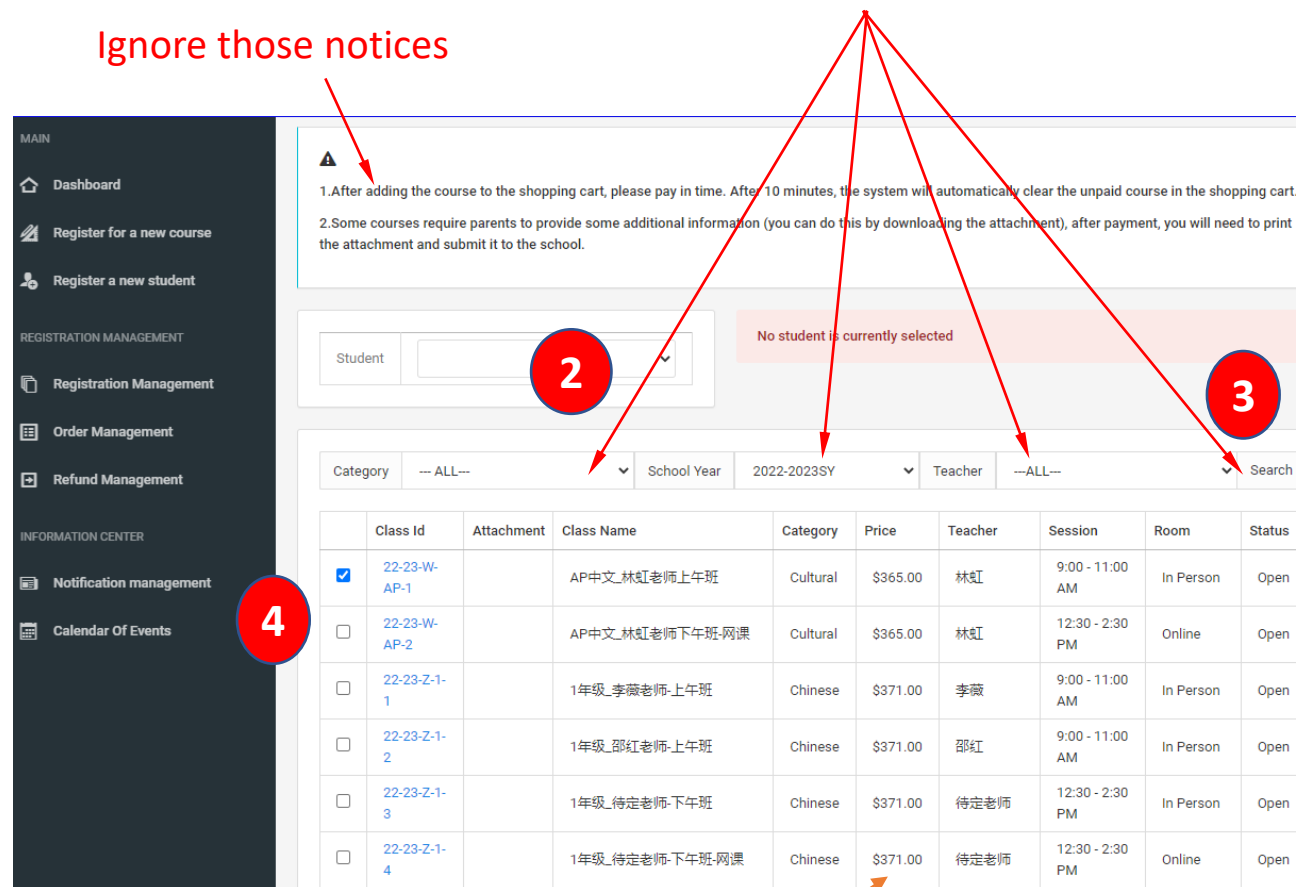 Ignore those notices
MAIN
Dashboard
Register for a new course
Register a new student
REGISTRATION MANAGEMENT
Registration Management
Order Management
Refund Management
INFORMATION CENTER
Notification management
Calendar Of Events
4
1.After adding the course to the shopping cart, please pay in time. After 10 minutes, the system will automatically clear the unpaid course in the shopping cart.
2.Some courses require parents to provide some additional information (you can do this by downloading the attachment), after payment, you will need to print
the attachment and submit it to the school.
Student
2
No student is currently selected
3
Category --- ALL--- School Year 2022-2023SY Teacher ---ALL--- Search
Class Id Attachment Class Name Category Price Teacher Session Room Status
22-23-W-AP-1 AP中文_林虹老师上午班 Cultural $365.00 林虹 9:00 - 11:00 AM In Person Open
22-23-W-AP-2 AP中文_林虹老师下午班-网课 Cultural $365.00 林虹 12:30 - 2:30 PM Online Open
22-23-Z-1-1 1年级_李薇老师-上午班 Chinese $371.00 李薇 9:00 - 11:00 AM In Person Open
22-23-Z-1-2 1年级_邵红老师-上午班 Chinese $371.00 邵红 9:00 - 11:00 AM In Person Open
22-23-Z-1-3 1年级_待定老师-下午班 Chinese $371.00 待定老师 12:30 - 2:30 PM In Person Open
22-23-Z-1-4 1年级_待定老师-下午班-网课 Chinese $371.00 待定老师 12:30 - 2:30 PM Online Open